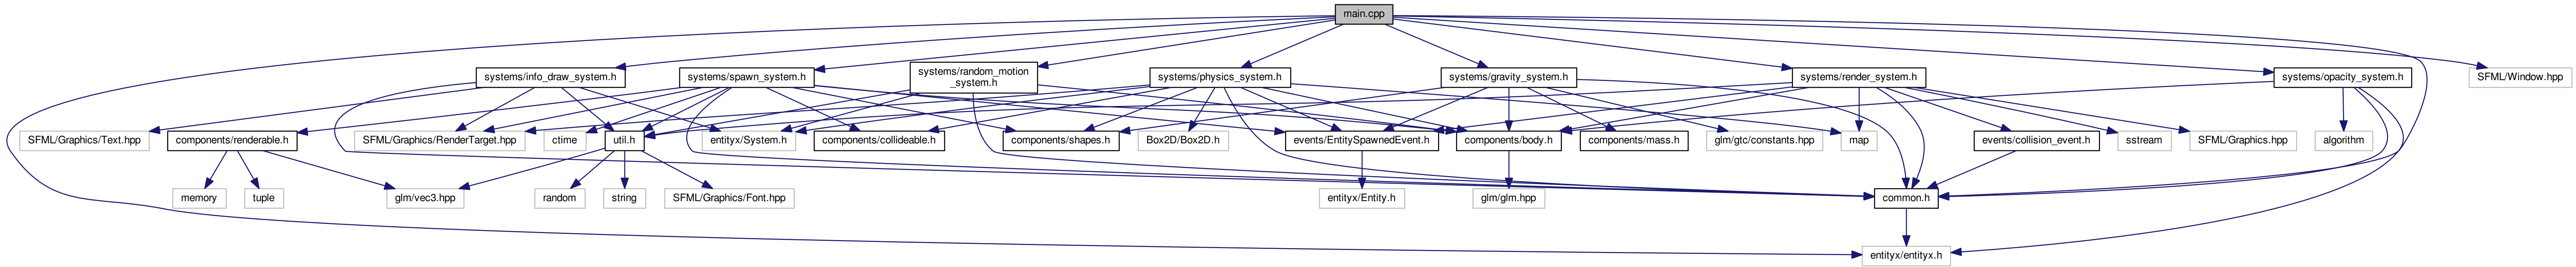 main.cpp
systems/info_draw_system.h
systems/spawn_system.h
systems/random_motion
_system.h
systems/physics_system.h
systems/gravity_system.h
systems/render_system.h
systems/opacity_system.h
SFML/Window.hpp
SFML/Graphics/Text.hpp
components/renderable.h
SFML/Graphics/RenderTarget.hpp
ctime
util.h
entityx/System.h
components/collideable.h
components/shapes.h
Box2D/Box2D.h
events/EntitySpawnedEvent.h
components/body.h
components/mass.h
glm/gtc/constants.hpp
map
events/collision_event.h
sstream
SFML/Graphics.hpp
algorithm
memory
tuple
glm/vec3.hpp
random
string
SFML/Graphics/Font.hpp
entityx/Entity.h
glm/glm.hpp
common.h
entityx/entityx.h